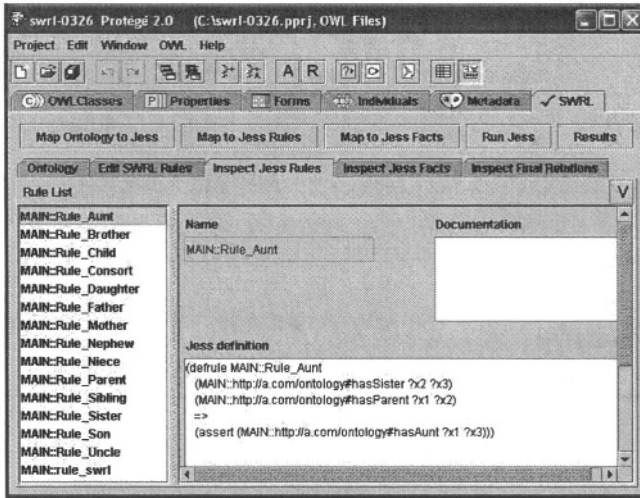 swrl-0326 Protégé 2.0 (C:\swrl-0326.pprj, OWL Files)
Project Edit Window OWL Help
A R
OWLClasses Properties Forms Individuals Metadata SWRL
Map Ontology to Jess Map to Jess Rules Map to Jess Facts Run Jess Results
Ontology Edit SWRL Rules Inspect Jess Rules Inspect Jess Facts Inspect Final Relations
Rule List V
MAIN::Rule_Aunt
MAIN::Rule_Brother
MAIN::Rule_Child
MAIN::Rule_Consort
MAIN::Rule_Daughter
MAIN::Rule_Father
MAIN::Rule_Mother
MAIN::Rule_Nephew
MAIN::Rule_Niece
MAIN::Rule_Parent
MAIN::Rule_Sibling
MAIN::Rule_Sister
MAIN::Rule_Son
MAIN::Rule_Uncle
MAIN::rule_swrl
Name Documentation
MAIN::Rule_Aunt
Jess definition
(defrule MAIN::Rule_Aunt
(MAIN::http://a.com/ontology#hasSister ?x2 ?x3)
(MAIN::http://a.com/ontology#hasParent ?x1 ?x2)
=>
(assert (MAIN::http://a.com/ontology#hasAunt ?x1 ?x3)))